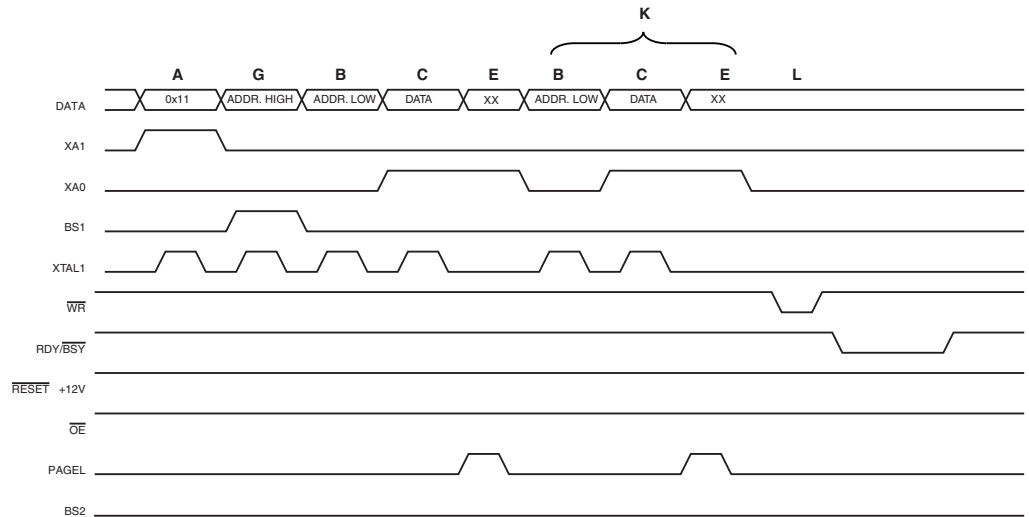 K
A G B C E B C E L
DATA 0x11 ADDR. HIGH ADDR. LOW DATA XX ADDR. LOW DATA XX
XA1
XA0
BS1
XTAL1
WR
RDY/BSY
RESET +12V
OE
PAGEL
BS2